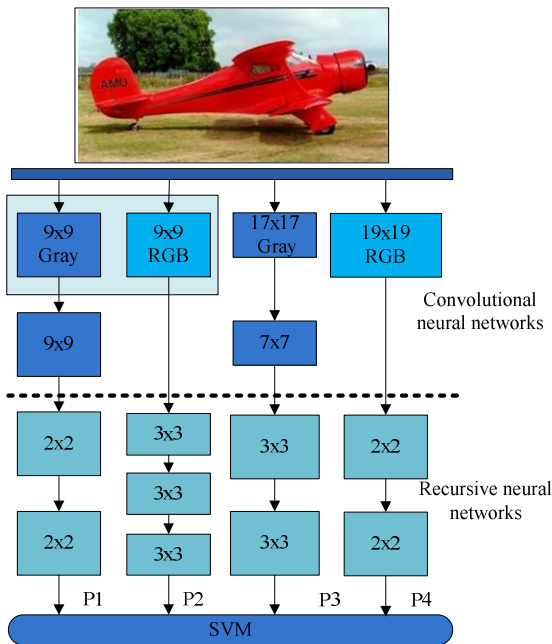 AMU
9x9
Gray
9x9
RGB
17x17
Gray
19x19
RGB
Convolutional
neural networks
9x9
7x7
2x2
3x3
3x3
2x2
3x3
Recursive neural
networks
2x2
3x3
3x3
2x2
P1
P2
P3
P4
SVM